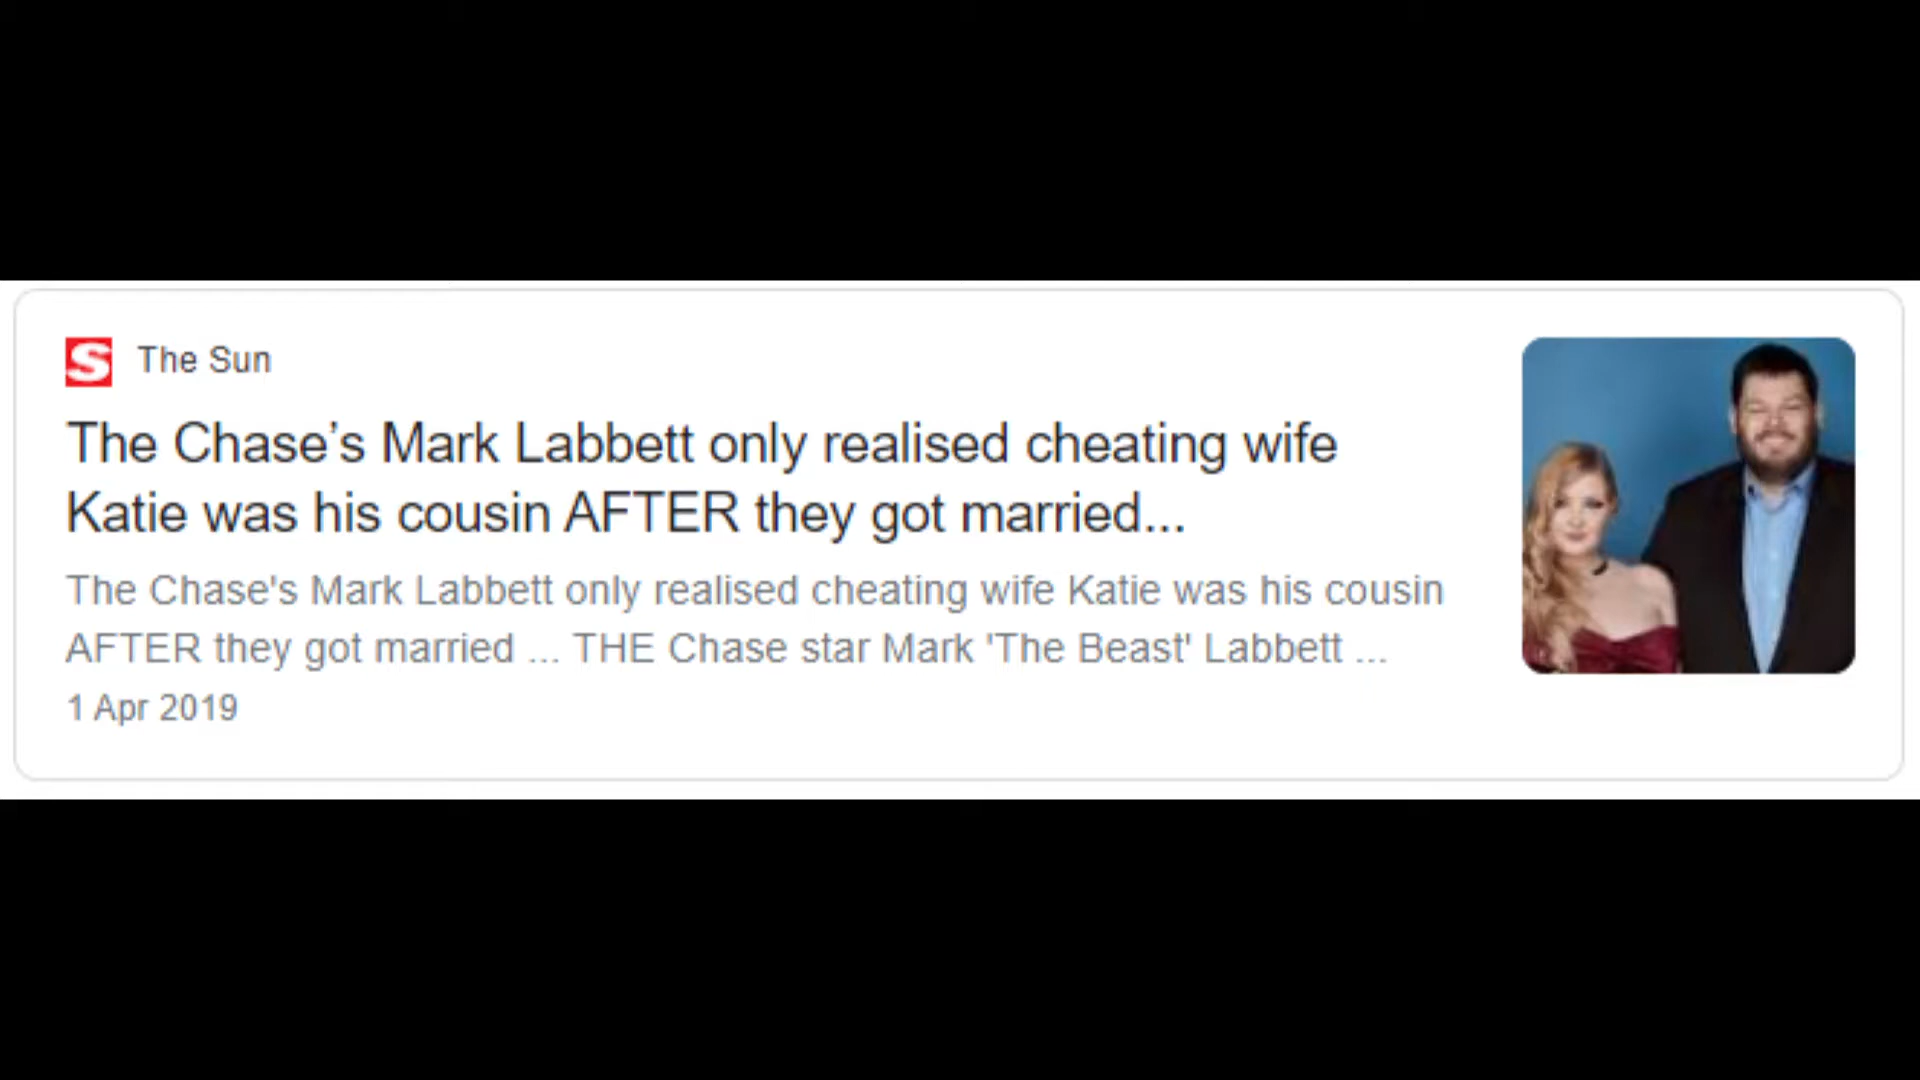 The Sun
The Chase’s Mark Labbett only realised cheating wife
Katie was his cousin AFTER they got married...
The Chase's Mark Labbett only realised cheating wife Katie was his cousin
AFTER they got married ... THE Chase star Mark 'The Beast' Labbett ...
1 Apr 2019